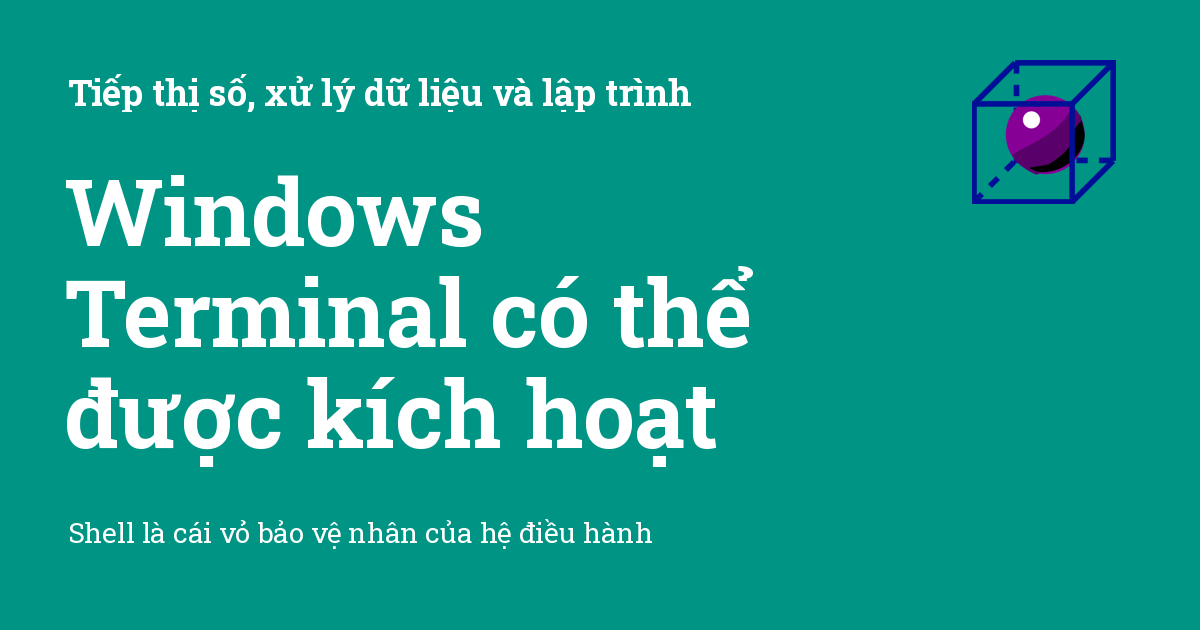 Tiếp thị số, xử lý dữ liệu và lập trình
Windows
Terminal có thể
được kích hoạt
Shell là cái vỏ bảo vệ nhân của hệ điều hành